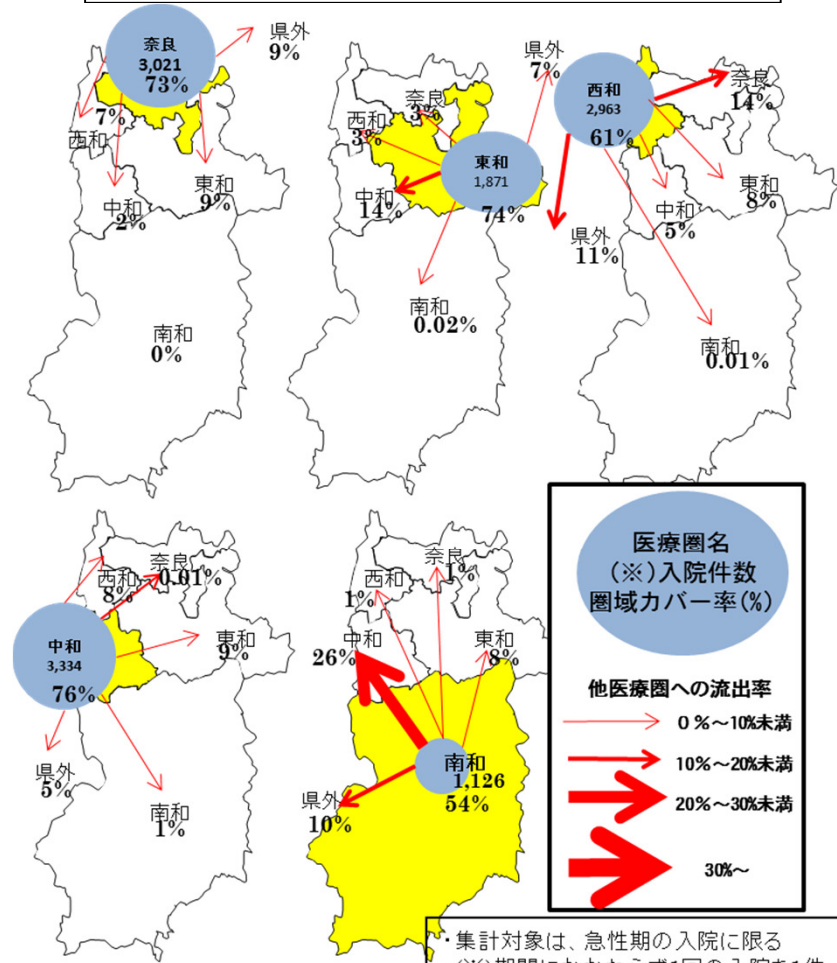 奈良
3,021
73%
県外
9%
7%
西和
中和
2%
東和
9%
南和
0%
県外
7%
奈良
3%
西和
3%
東和
1,871
74%
中和
14%
南和
0.02%
西和
2,963
61%
奈良
14%
東和
8%
中和
5%
県外
11%
南和
0.01%
奈良
0.01%
西和
8%
中和
3,334
76%
東和
9%
県外
5%
南和
1%
奈良
1%
西和
1%
中和
26%
東和
8%
南和
1,126
54%
県外
10%
医療圏名
(※)入院件数
圏域カバー率(%)
他医療圏への流出率
0%～10%未満
10%～20%未満
20%～30%未満
30%～
・集計対象は、急性期の入院に限る